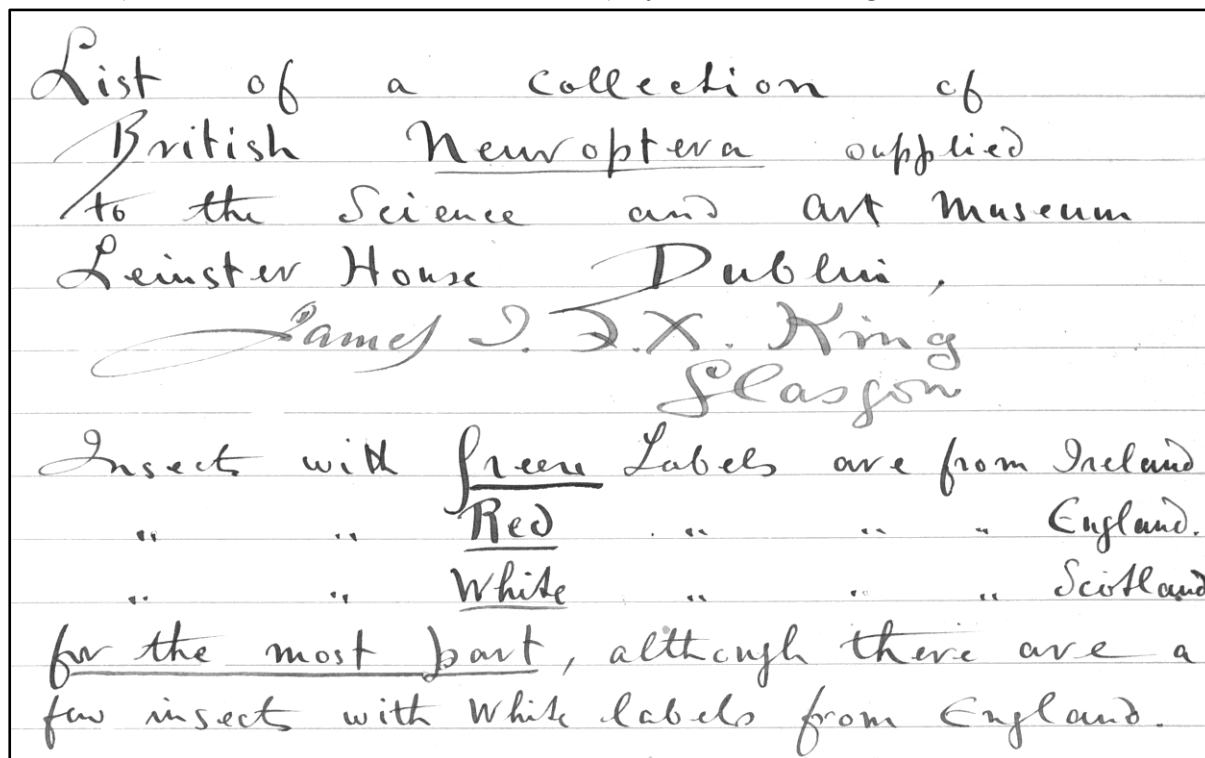 List of a collection of
British Neuroptera supplied
to the Science and Art Museum
Leinster House Dublin,
James J. F. X. King
Glasgow
Insects with Green Labels are from Ireland
" " Red " " " England.
" " White " " " Scotland
for the most part, although there are a
few insects with White labels from England.